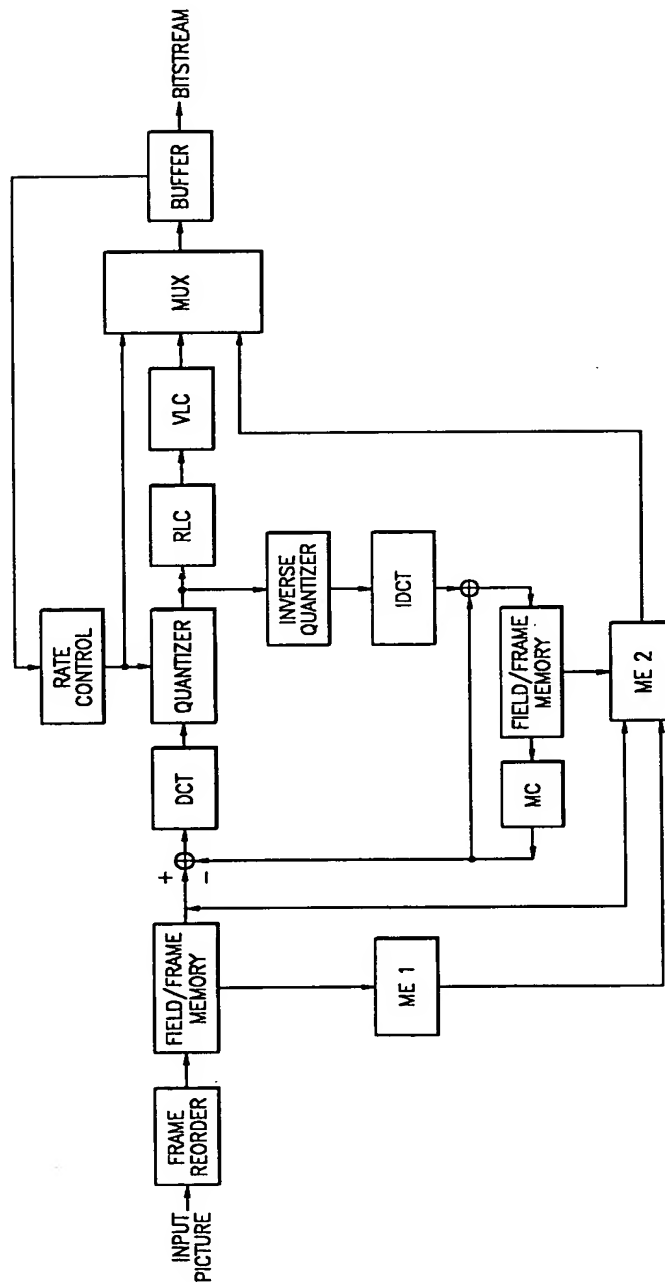 INPUT
PICTURE
FRAME
REORDER
FIELD/FRAME
MEMORY
+
-
DCT
QUANTIZER
RLC
VLC
MUX
BUFFER
BITSTREAM
RATE
CONTROL
INVERSE
QUANTIZER
IDCT
FIELD/FRAME
MEMORY
MC
ME 1
ME 2